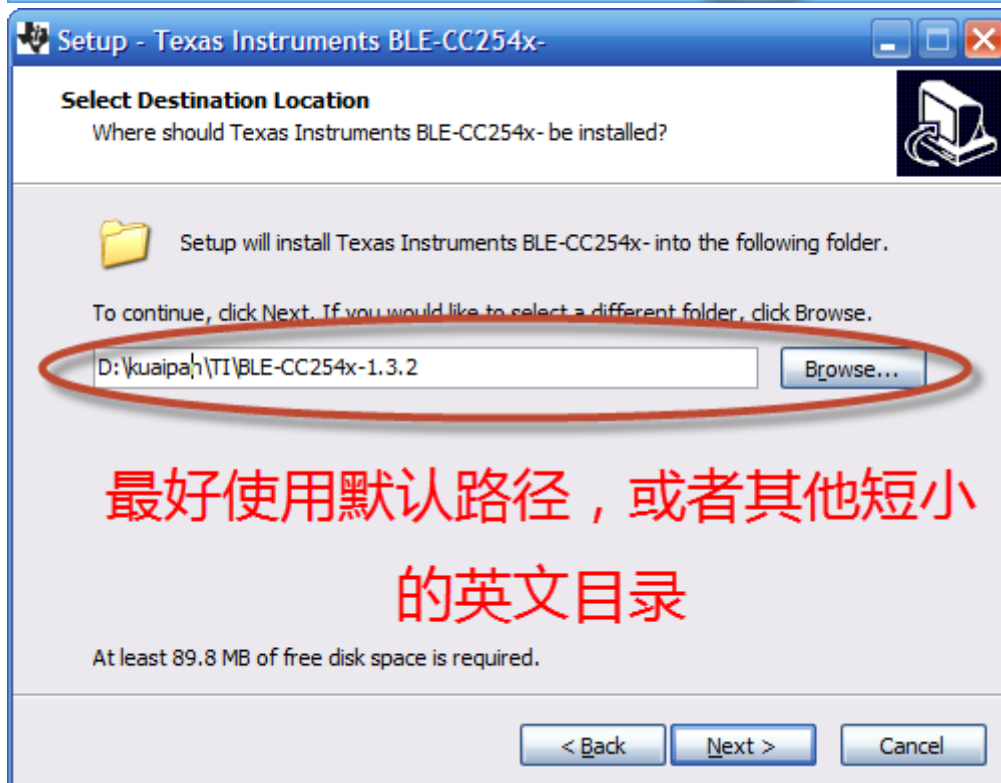 Setup - Texas Instruments BLE-CC254x-
Select Destination Location
Where should Texas Instruments BLE-CC254x- be installed?
Setup will install Texas Instruments BLE-CC254x- into the following folder.
To continue, click Next. If you would like to select a different folder, click Browse.
D:\kuaipan\TI\BLE-CC254x-1.3.2
Browse...
最好使用默认路径，或者其他短小
的英文目录
At least 89.8 MB of free disk space is required.
< Back Next > Cancel